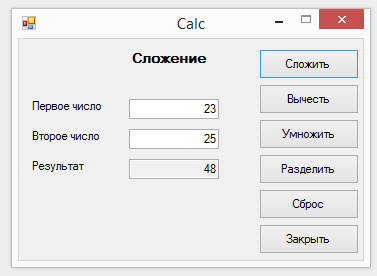 Calc
Сложение
Первое число 23
Второе число 25
Результат 48
Сложить
Вычесть
Умножить
Разделить
Сброс
Закрыть